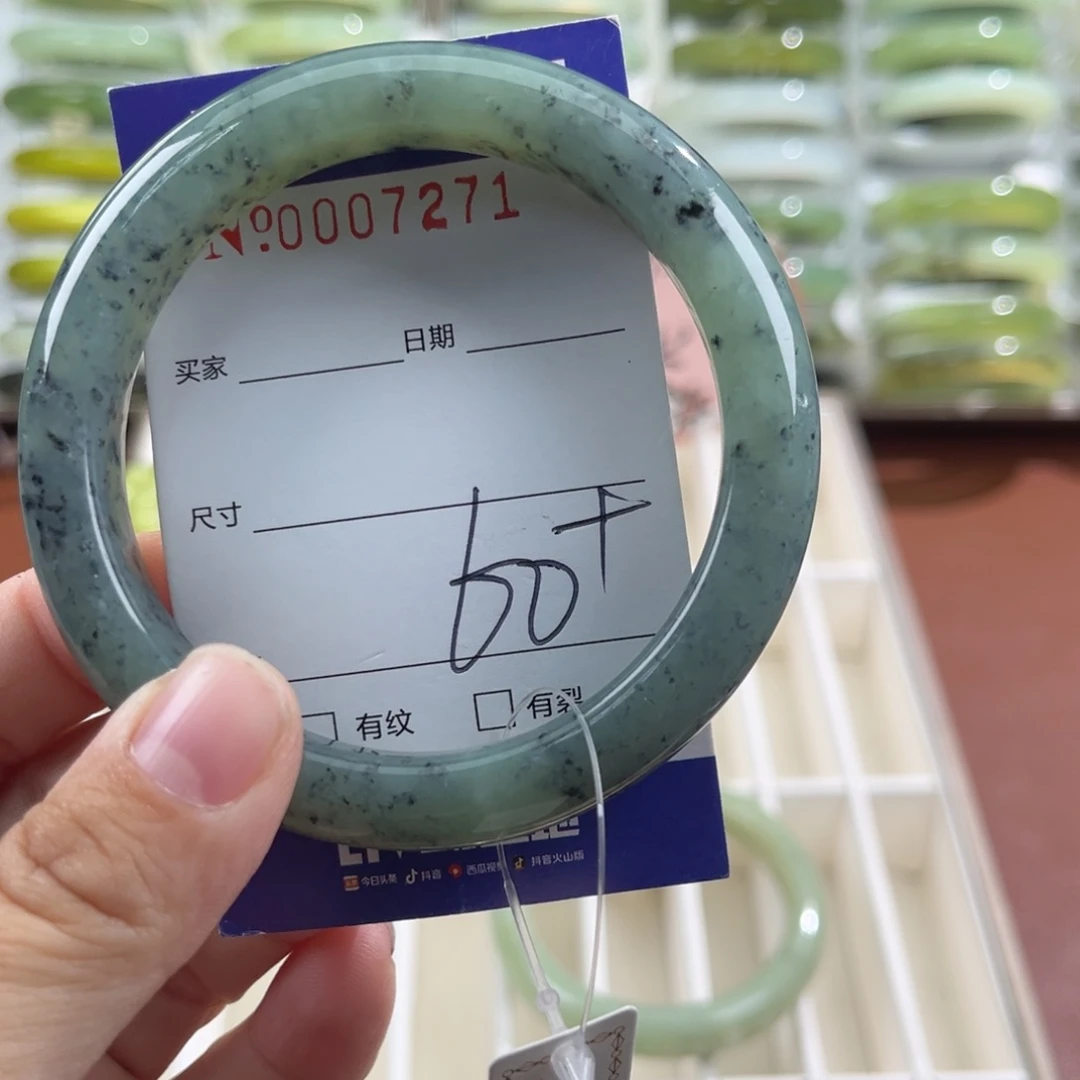 №0007271
买家 日期
尺寸
60+
有纹 有裂
今日头条 抖音 西瓜视频 抖音火山版